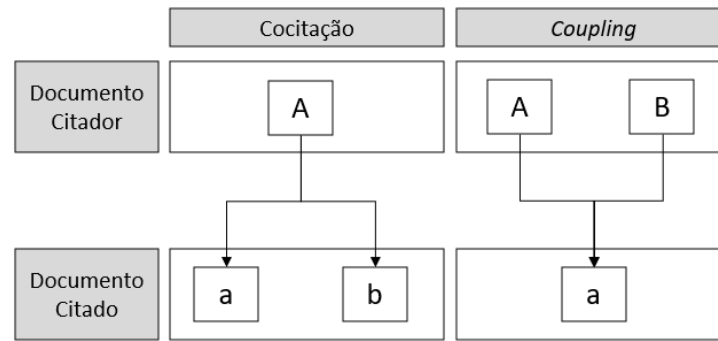 Cocitação
Coupling
Documento
Citador
A
A
B
Documento
Citado
a
b
a